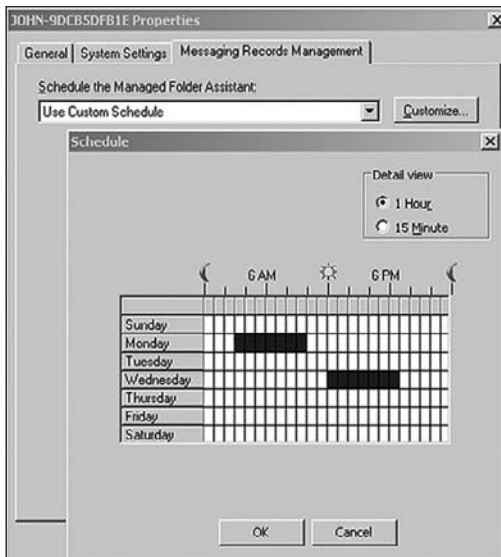 JOHN-9DCB5DFB1E Properties
General System Settings Messaging Records Management
Schedule the Managed Folder Assistant:
Use Custom Schedule Customize...
Schedule
Detail view
1 Hour
15 Minute
6 AM 6 PM
Sunday
Monday
Tuesday
Wednesday
Thursday
Friday
Saturday
OK Cancel